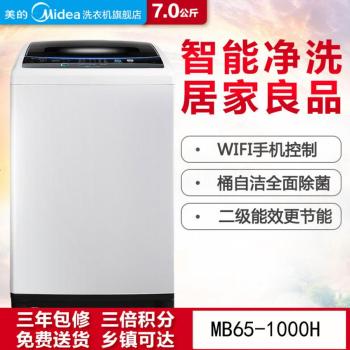 美的 Midea 洗衣机旗舰店 7.0公斤
智能净洗
居家良品
WIFI手机控制
桶自洁全面除菌
二级能效更节能
三年包修 三倍积分
免费送货 乡镇可达
MB65-1000H